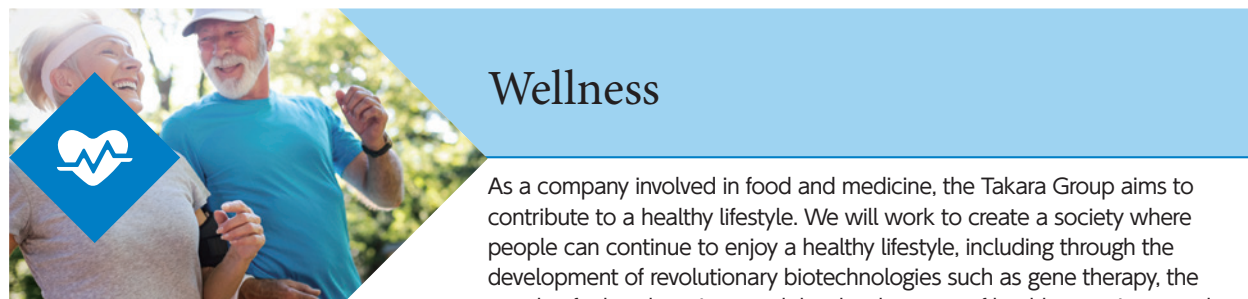 Wellness
As a company involved in food and medicine, the Takara Group aims to
contribute to a healthy lifestyle. We will work to create a society where
people can continue to enjoy a healthy lifestyle, including through the
development of revolutionary biotechnologies such as gene therapy, the